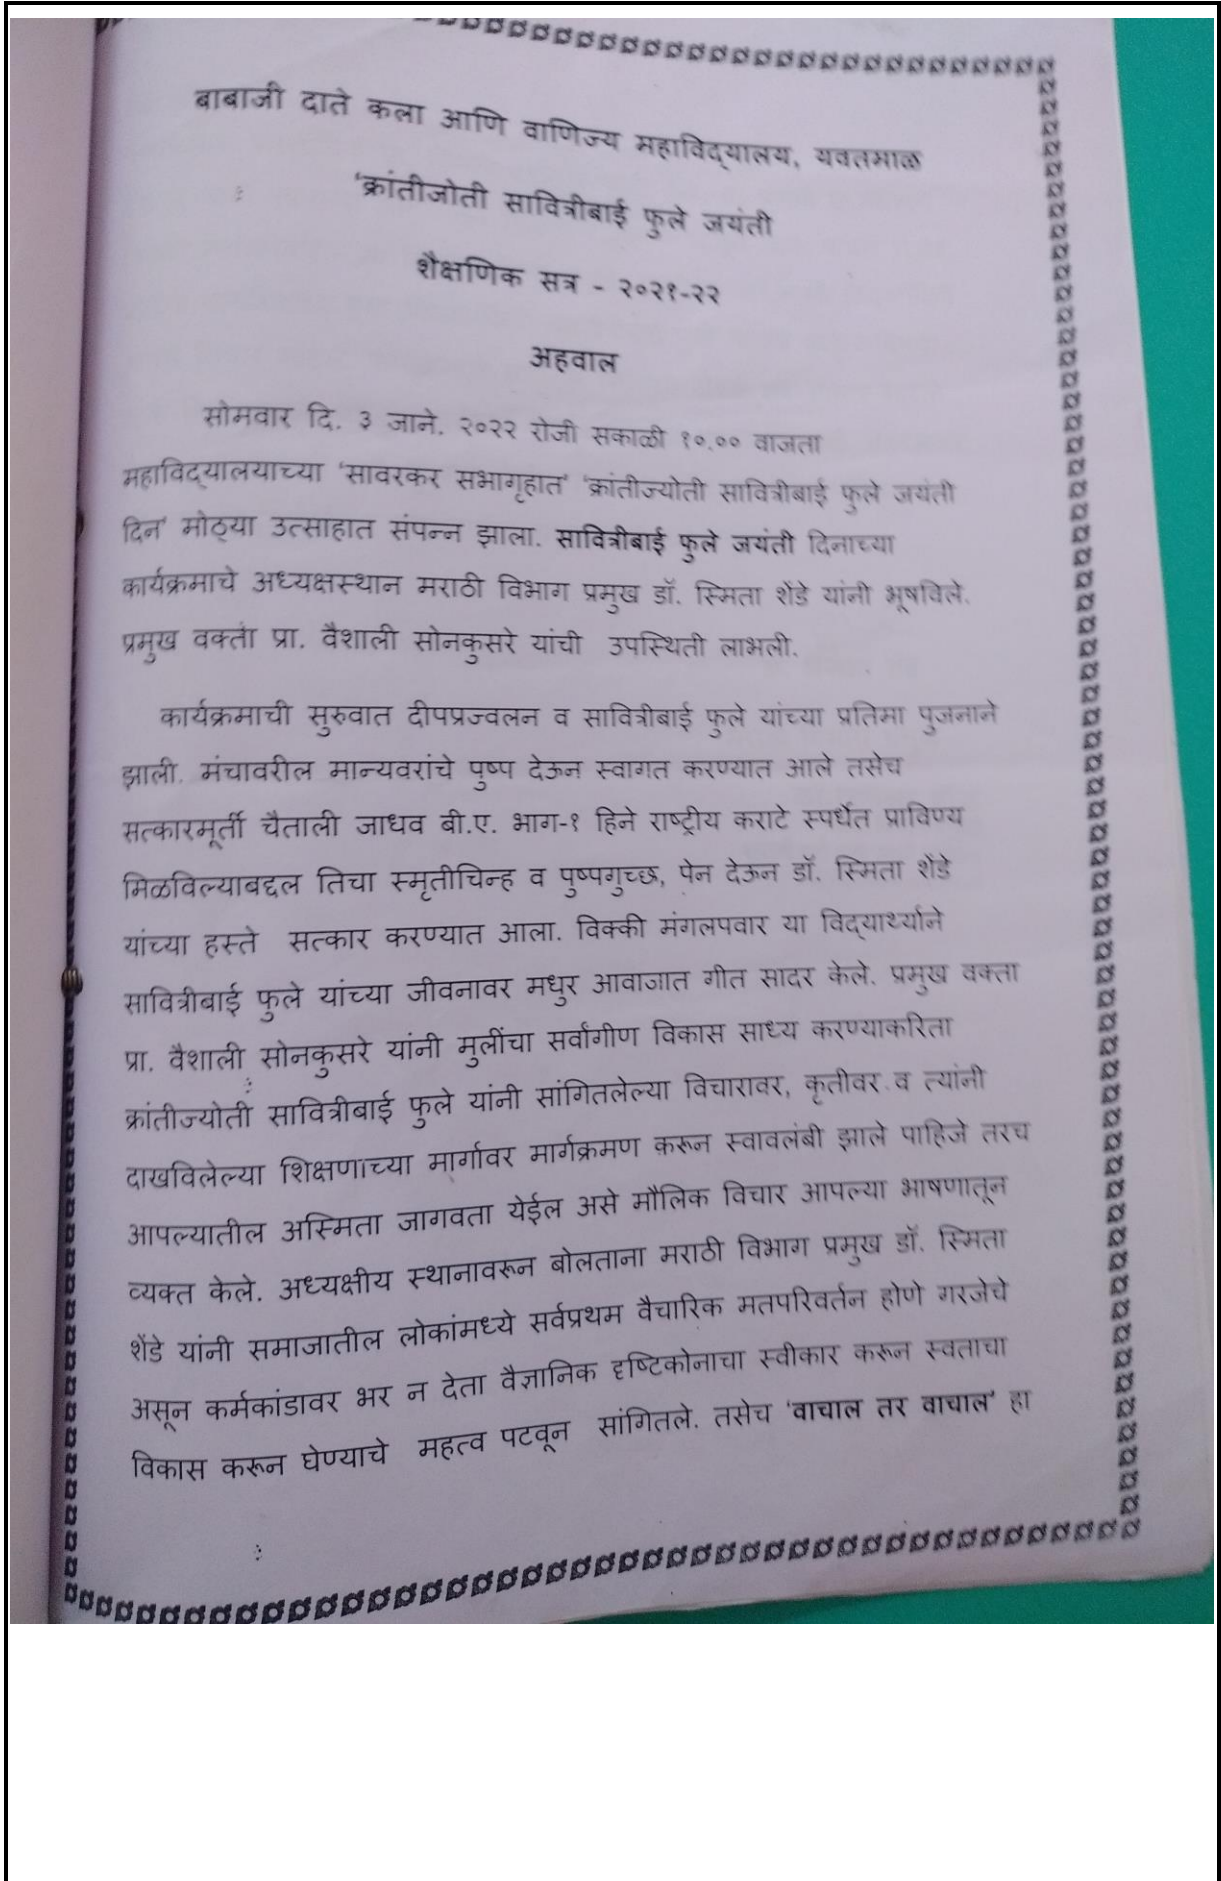 बाबाजी दाते कला आणि वाणिज्य महाविद्यालय, यवतमाळ
‘क्रांतीजोती सावित्रीबाई फुले जयंती
शैक्षणिक सत्र - २०२१-२२
अहवाल
सोमवार दि. ३ जाने. २०२२ रोजी सकाळी १०.०० वाजता
महाविद्यालयाच्या ‘सावरकर सभागृहात’ ‘क्रांतीज्योती सावित्रीबाई फुले जयंती
दिन’ मोठ्या उत्साहात संपन्न झाला. सावित्रीबाई फुले जयंती दिनाच्या
कार्यक्रमाचे अध्यक्षस्थान मराठी विभाग प्रमुख डॉ. स्मिता शेंडे यांनी भूषविले.
प्रमुख वक्ता प्रा. वैशाली सोनकुसरे यांची उपस्थिती लाभली.
कार्यक्रमाची सुरुवात दीपप्रज्वलन व सावित्रीबाई फुले यांच्या प्रतिमा पुजनाने
झाली. मंचावरील मान्यवरांचे पुष्प देऊन स्वागत करण्यात आले तसेच
सत्कारमूर्ती चैताली जाधव बी.ए. भाग-१ हिने राष्ट्रीय कराटे स्पर्धेत प्राविण्य
मिळविल्याबद्दल तिचा स्मृतीचिन्ह व पुष्पगुच्छ, पेन देऊन डॉ. स्मिता शेंडे
यांच्या हस्ते सत्कार करण्यात आला. विक्की मंगलपवार या विद्यार्थ्याने
सावित्रीबाई फुले यांच्या जीवनावर मधुर आवाजात गीत सादर केले. प्रमुख वक्ता
प्रा. वैशाली सोनकुसरे यांनी मुलींचा सर्वांगीण विकास साध्य करण्याकरिता
क्रांतीज्योती सावित्रीबाई फुले यांनी सांगितलेल्या विचारावर, कृतीवर व त्यांनी
दाखविलेल्या शिक्षणाच्या मार्गावर मार्गक्रमण करून स्वावलंबी झाले पाहिजे तरच
आपल्यातील अस्मिता जागवता येईल असे मौलिक विचार आपल्या भाषणातून
व्यक्त केले. अध्यक्षीय स्थानावरून बोलताना मराठी विभाग प्रमुख डॉ. स्मिता
शेंडे यांनी समाजातील लोकांमध्ये सर्वप्रथम वैचारिक मतपरिवर्तन होणे गरजेचे
असून कर्मकांडावर भर न देता वैज्ञानिक दृष्टिकोनाचा स्वीकार करून स्वताचा
विकास करून घेण्याचे महत्व पटवून सांगितले. तसेच ‘वाचाल तर वाचाल’ हा